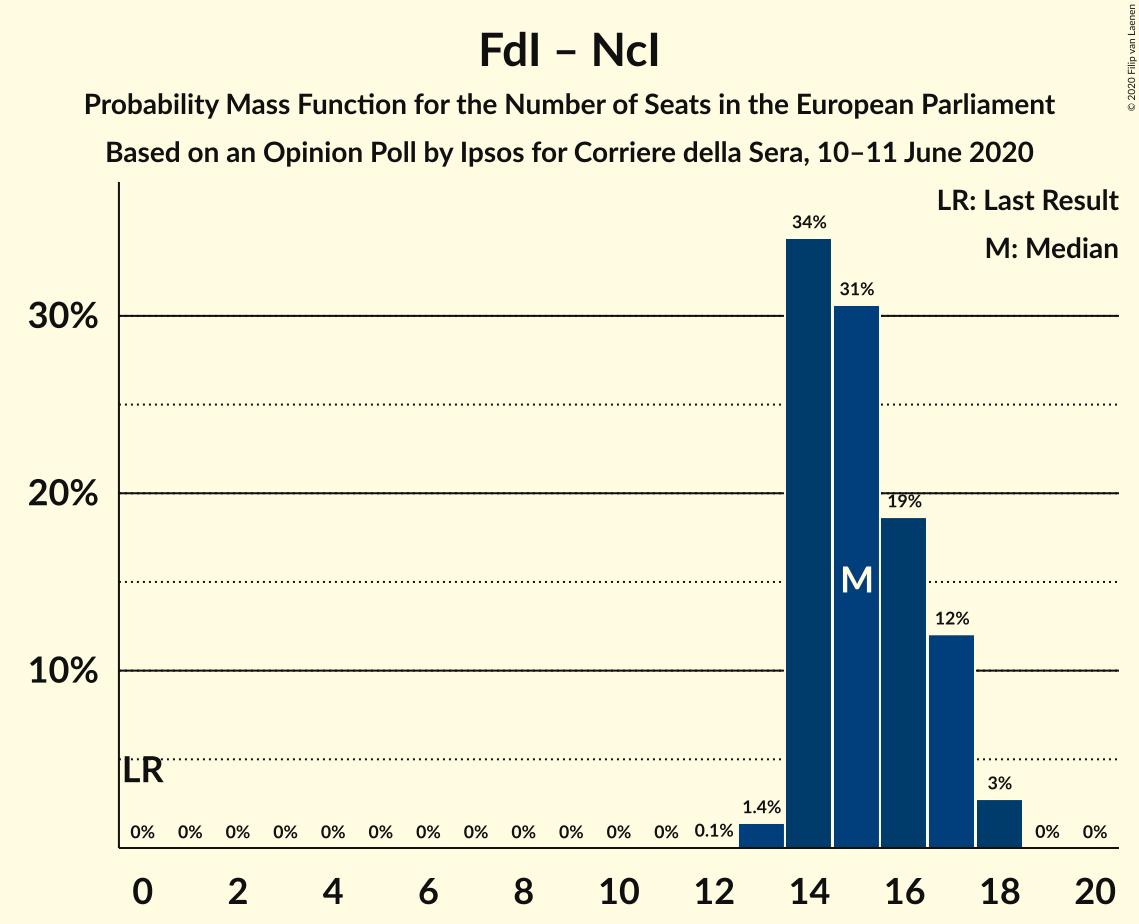 FdI – NcI
Probability Mass Function for the Number of Seats in the European Parliament
Based on an Opinion Poll by Ipsos for Corriere della Sera, 10–11 June 2020
© 2020 Filip van Laenen
LR: Last Result
M: Median
34%
31%
30%
19%
20%
M
12%
10%
LR
0% 0% 0% 0% 0% 0% 0% 0% 0% 0% 0% 0% 0.1% 1.4% 3% 0% 0%
0 2 4 6 8 10 12 14 16 18 20